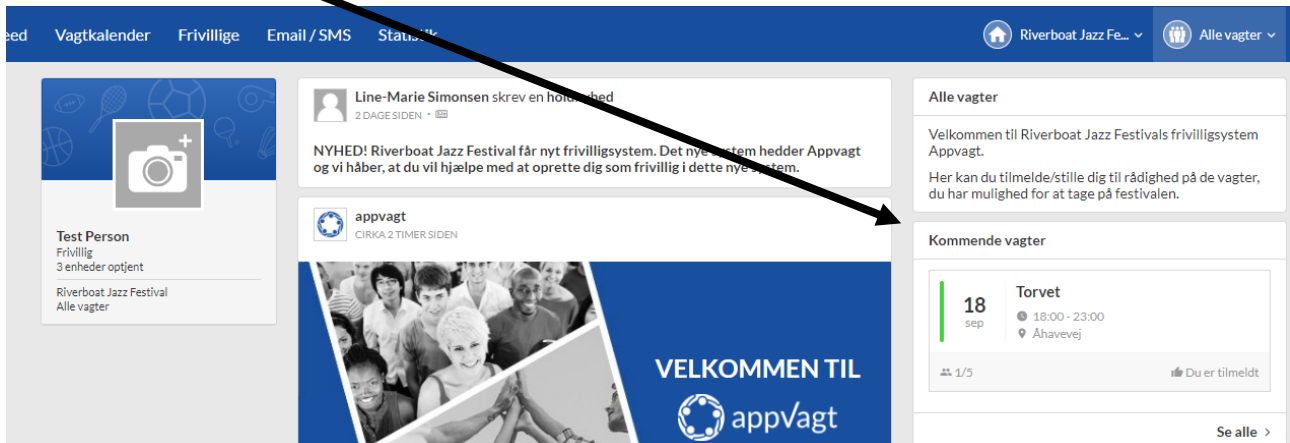 Vagtkalender Frivillige Email / SMS Riverboat Jazz Fe... Alle vagter
Test Person
Frivillig
3 enheder optjent
Riverboat Jazz Festival
Alle vagter
Line-Marie Simonsen skrev en
2 DAGE SIDEN
NYHED! Riverboat Jazz Festival får nyt frivilligsystem. Det nye system hedder Appvagt
og vi håber, at du vil hjælpe med at oprette dig som frivillig i dette nye system.
appvagt
CIRKA 2 TIMER SIDEN
VELKOMMEN TIL
appvagt
Alle vagter
Velkommen til Riverboat Jazz Festivals frivilligsystem
Appvagt.
Her kan du tilmelde/stille dig til rådighed på de vagter,
du har mulighed for at tage på festivalen.
Kommende vagter
18
sep
Torvet
18:00 - 23:00
Åhavevej
1/5
Du er tilmeldt
Se alle >